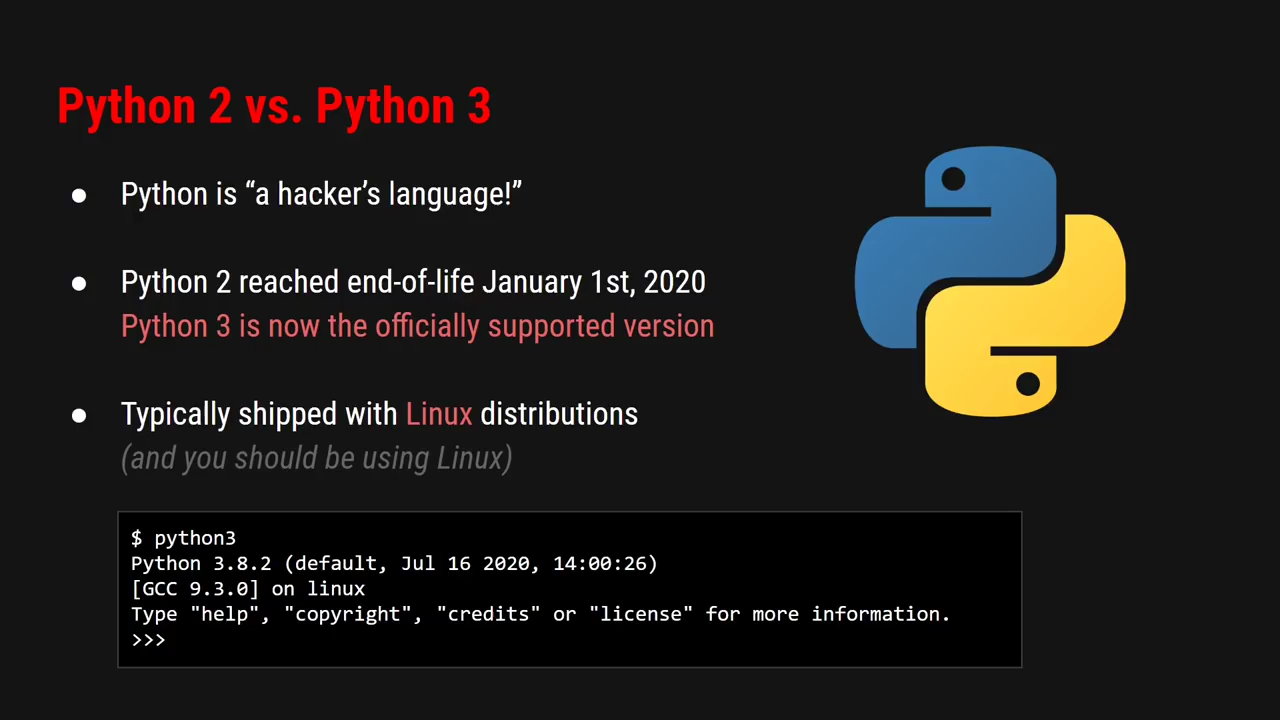 Python 2 vs. Python 3
● Python is “a hacker’s language!”
● Python 2 reached end-of-life January 1st, 2020
Python 3 is now the officially supported version
● Typically shipped with Linux distributions
(and you should be using Linux)
$ python3
Python 3.8.2 (default, Jul 16 2020, 14:00:26)
[GCC 9.3.0] on linux
Type "help", "copyright", "credits" or "license" for more information.
>>>